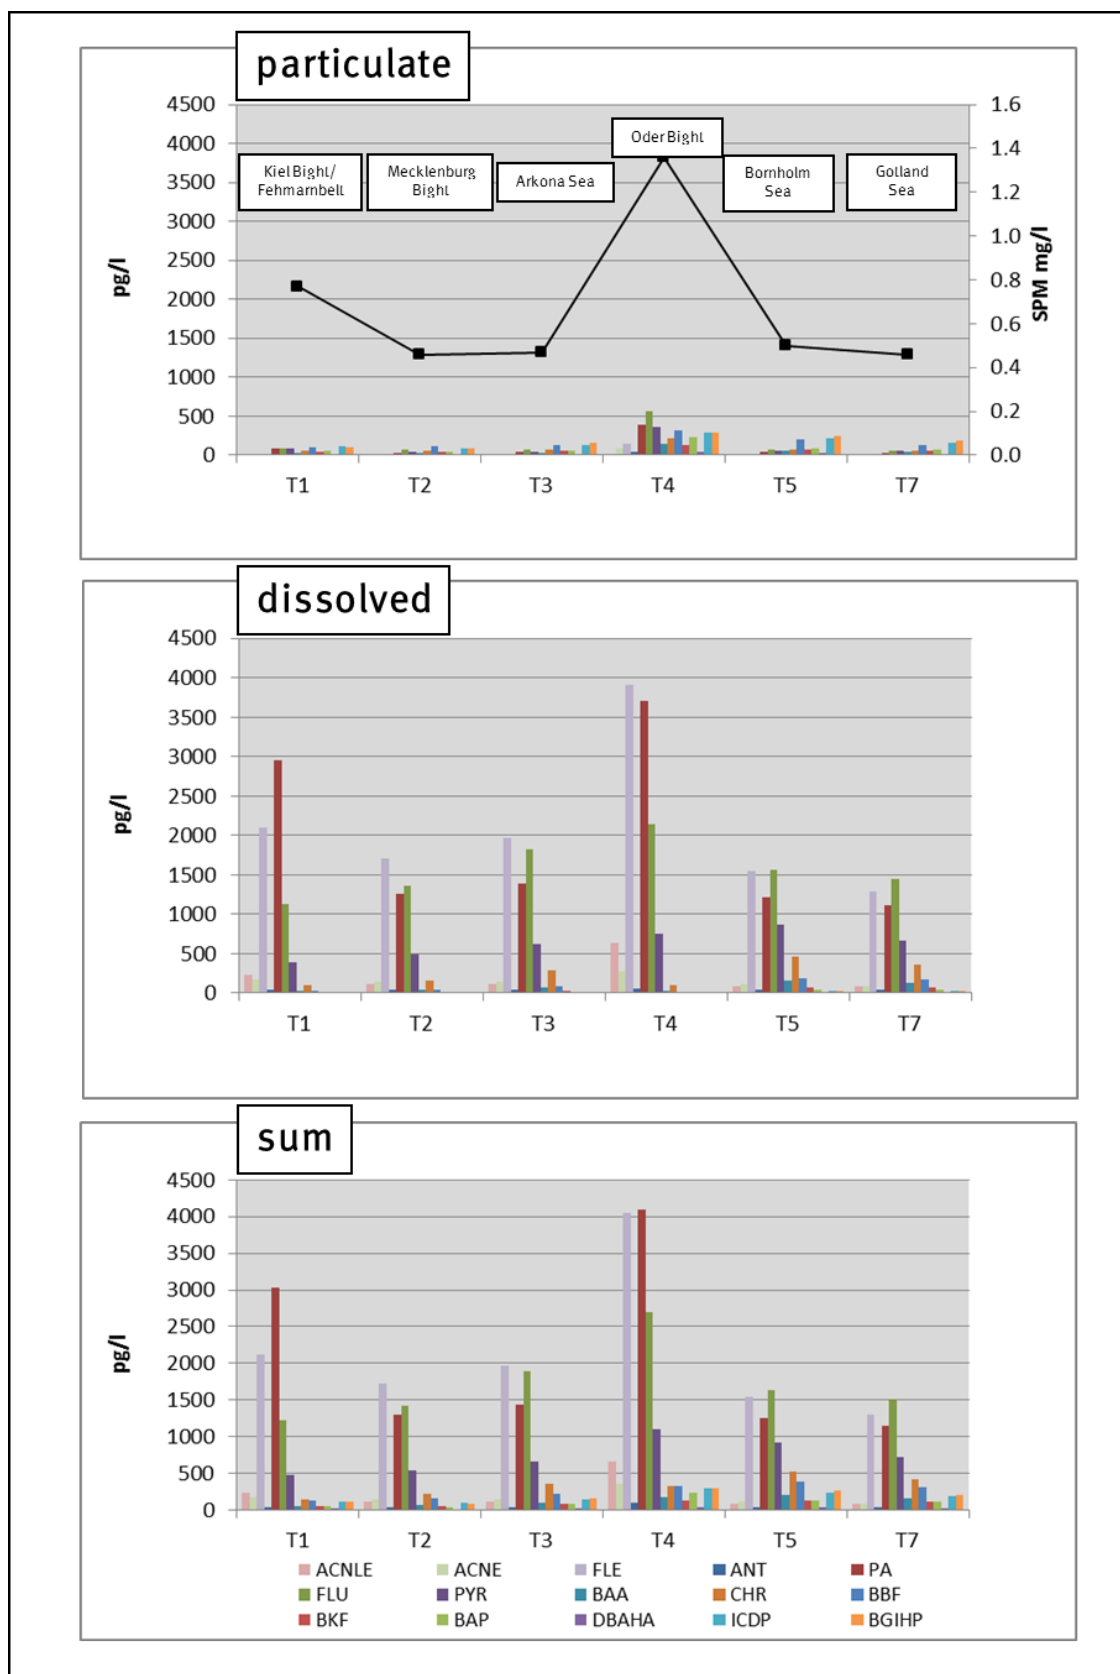 particulate
4500
4000
3500
3000
2500
2000
1500
1000
500
0
pg/l
1.6
1.4
1.2
1.0
0.8
0.6
0.4
0.2
0.0
SPM mg/l
Kiel Bighl/
Fehmarnbell
Mecklenburg
Bighl
Arkona Sea
Oder Bighl
Bornholm
Sea
Golland
Sea
T1 T2 T3 T4 T5 T7
dissolved
4500
4000
3500
3000
2500
2000
1500
1000
500
0
pg/l
T1 T2 T3 T4 T5 T7
sum
4500
4000
3500
3000
2500
2000
1500
1000
500
0
pg/l
T1 T2 T3 T4 T5 T7
ACNLE ACNE FLE ANT PA
FLU PYR BAA CHR BBF
BKF BAP DBAHA ICDP BGIHP